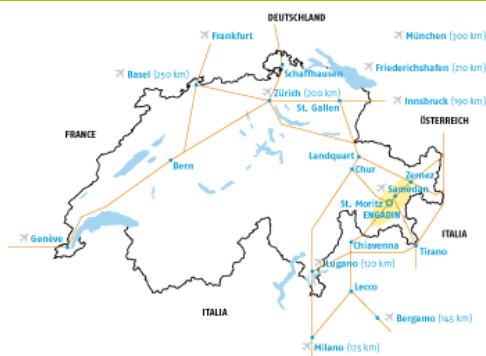 DEUTSCHLAND
Frankfurt
München (300 km)
Basel (250 km)
Schaffhausen
Friederichshafen (210 km)
Zürich (200 km)
St. Gallen
Innsbruck (190 km)
ÖSTERREICH
FRANCE
Landquart
Bern
Chur
Zernez
Samedan
St. Moritz
ENGADIN
Genève
Chiavenna
ITALIA
Tirano
Lugano (120 km)
Lecco
ITALIA
Bergamo (145 km)
Milano (175 km)